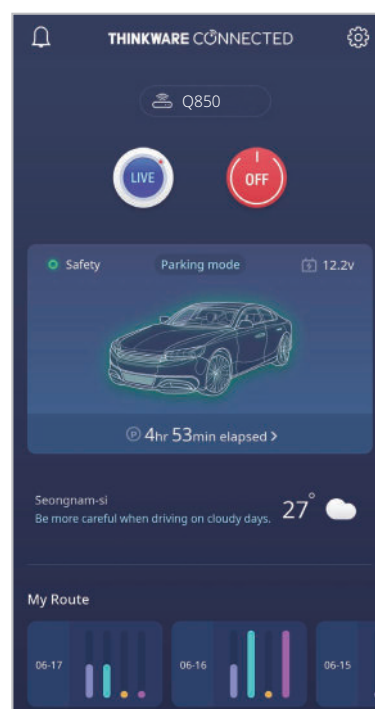 THINKWARE CONNECTED
Q850
LIVE
OFF
Safety
Parking mode
12.2v
P 4hr 53min elapsed >
Seongnam-si
Be more careful when driving on cloudy days.
27°
My Route
06-17
06-16
06-15